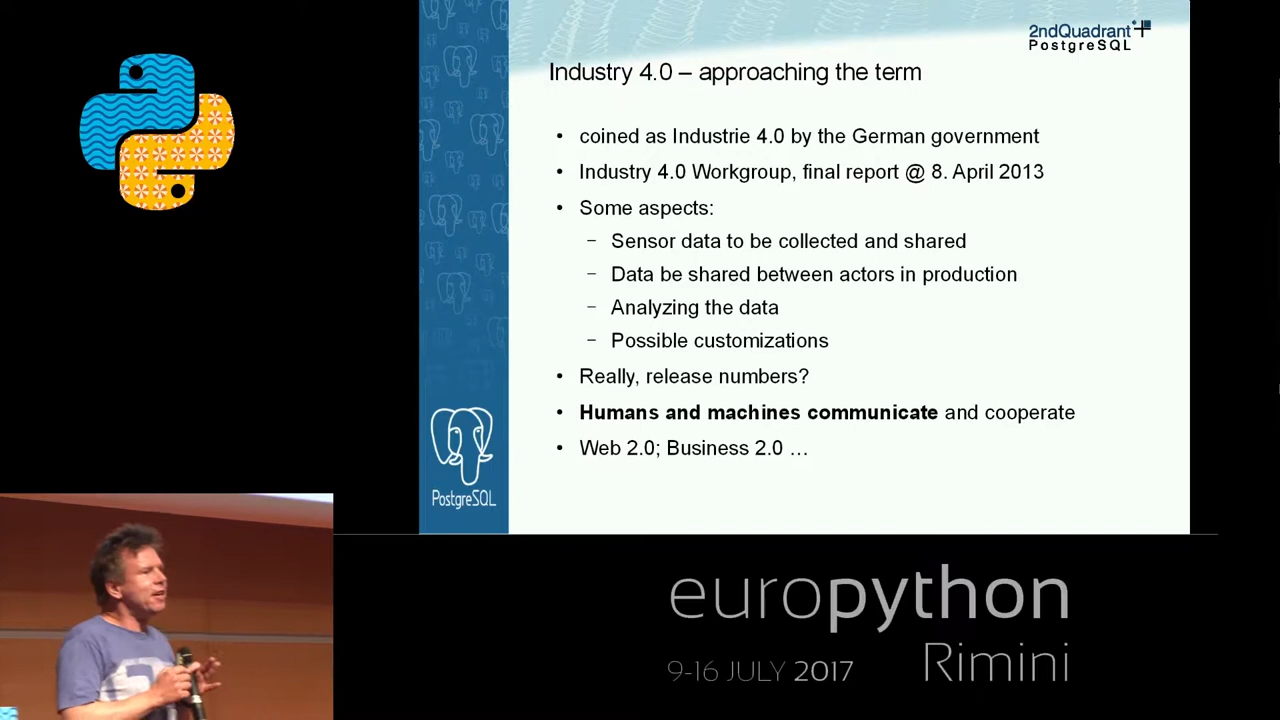 2ndQuadrant
PostgreSQL
Industry 4.0 – approaching the term
• coined as Industrie 4.0 by the German government
• Industry 4.0 Workgroup, final report @ 8. April 2013
• Some aspects:
– Sensor data to be collected and shared
– Data be shared between actors in production
– Analyzing the data
– Possible customizations
• Really, release numbers?
• Humans and machines communicate and cooperate
• Web 2.0; Business 2.0 …
PostgreSQL
europython
9-16 JULY 2017 Rimini